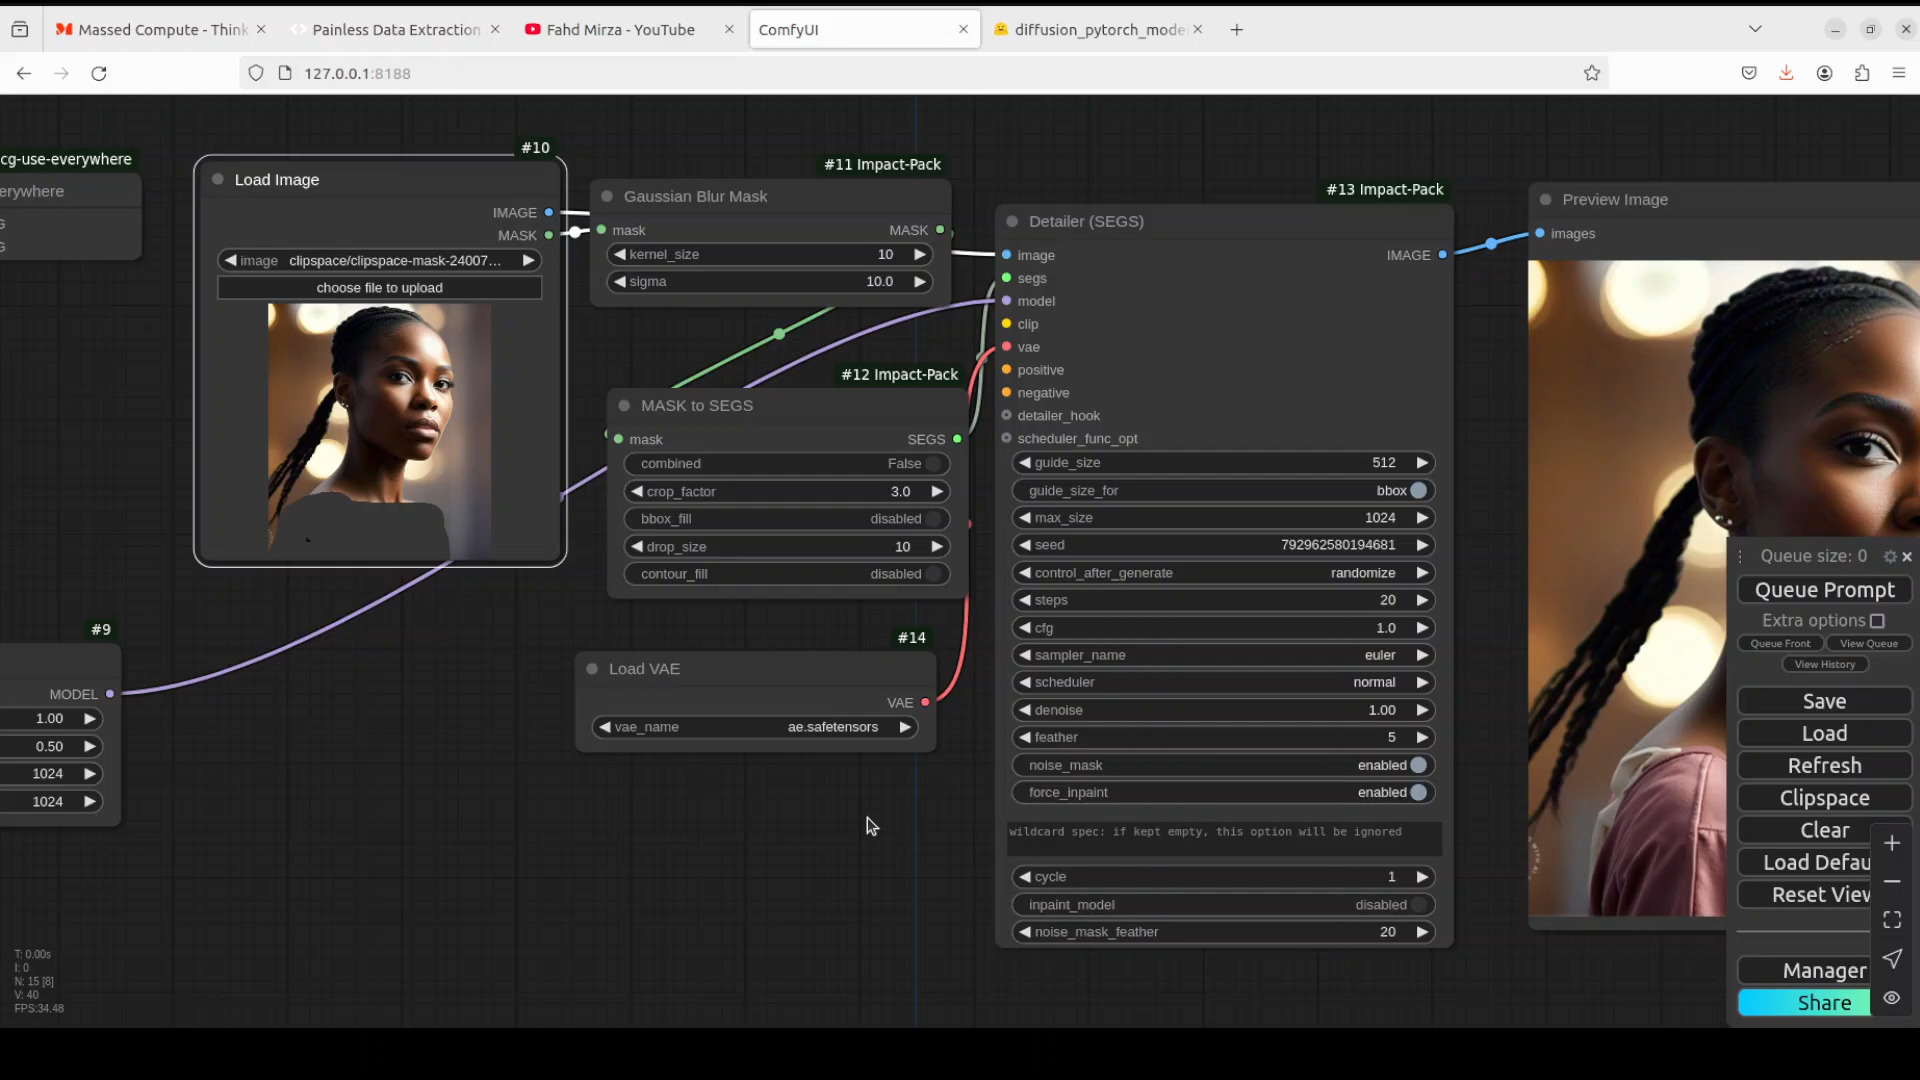 Massed Compute - Think
Painless Data Extraction
Fahd Mirza - YouTube
ComfyUI
diffusion_pytorch_mode
127.0.0.1:8188
cg-use-everywhere
erywhere
G
G
#10
Load Image
IMAGE
MASK
image clipspace/clipspace-mask-24007...
choose file to upload
#11 Impact-Pack
Gaussian Blur Mask
mask MASK
kernel_size 10
sigma 10.0
#12 Impact-Pack
MASK to SEGS
mask SEGS
combined False
crop_factor 3.0
bbox_fill disabled
drop_size 10
contour_fill disabled
#14
Load VAE
VAE
vae_name ae.safetensors
#9
MODEL
1.00
0.50
1024
1024
#13 Impact-Pack
Detailer (SEGS)
image IMAGE
segs
model
clip
vae
positive
negative
detailer_hook
scheduler_func_opt
guide_size 512
guide_size_for bbox
max_size 1024
seed 792962580194681
control_after_generate randomize
steps 20
cfg 1.0
sampler_name euler
scheduler normal
denoise 1.00
feather 5
noise_mask enabled
force_inpaint enabled
wildcard spec: if kept empty, this option will be ignored
cycle 1
inpaint_model disabled
noise_mask_feather 20
Preview Image
images
Queue size: 0
Queue Prompt
Extra options
Queue Front View Queue
View History
Save
Load
Refresh
Clipspace
Clear
Load Defau
Reset View
Manager
Share
T: 0.00s
I: 0
N: 15 [8]
V: 40
FPS:34.48